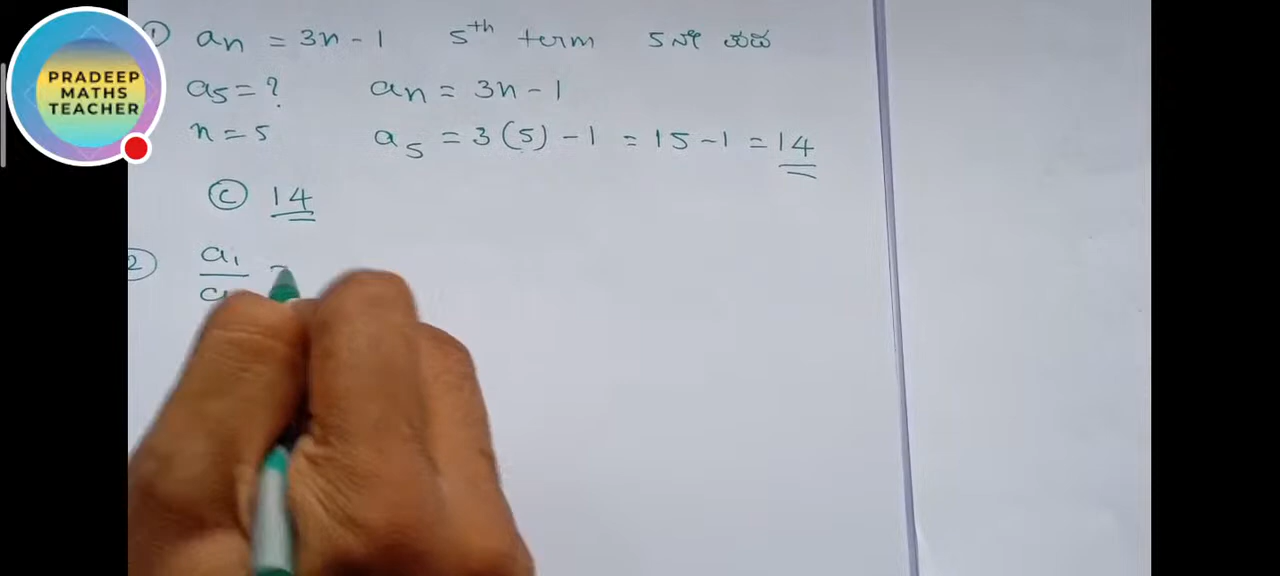 PRADEEP
MATHS
TEACHER
① an = 3n - 1 5th term 5ನೇ ಪದ
a5 = ? an = 3n - 1
n = 5 a5 = 3 (5) - 1 = 15 - 1 = 14
Ⓒ 14
② a1